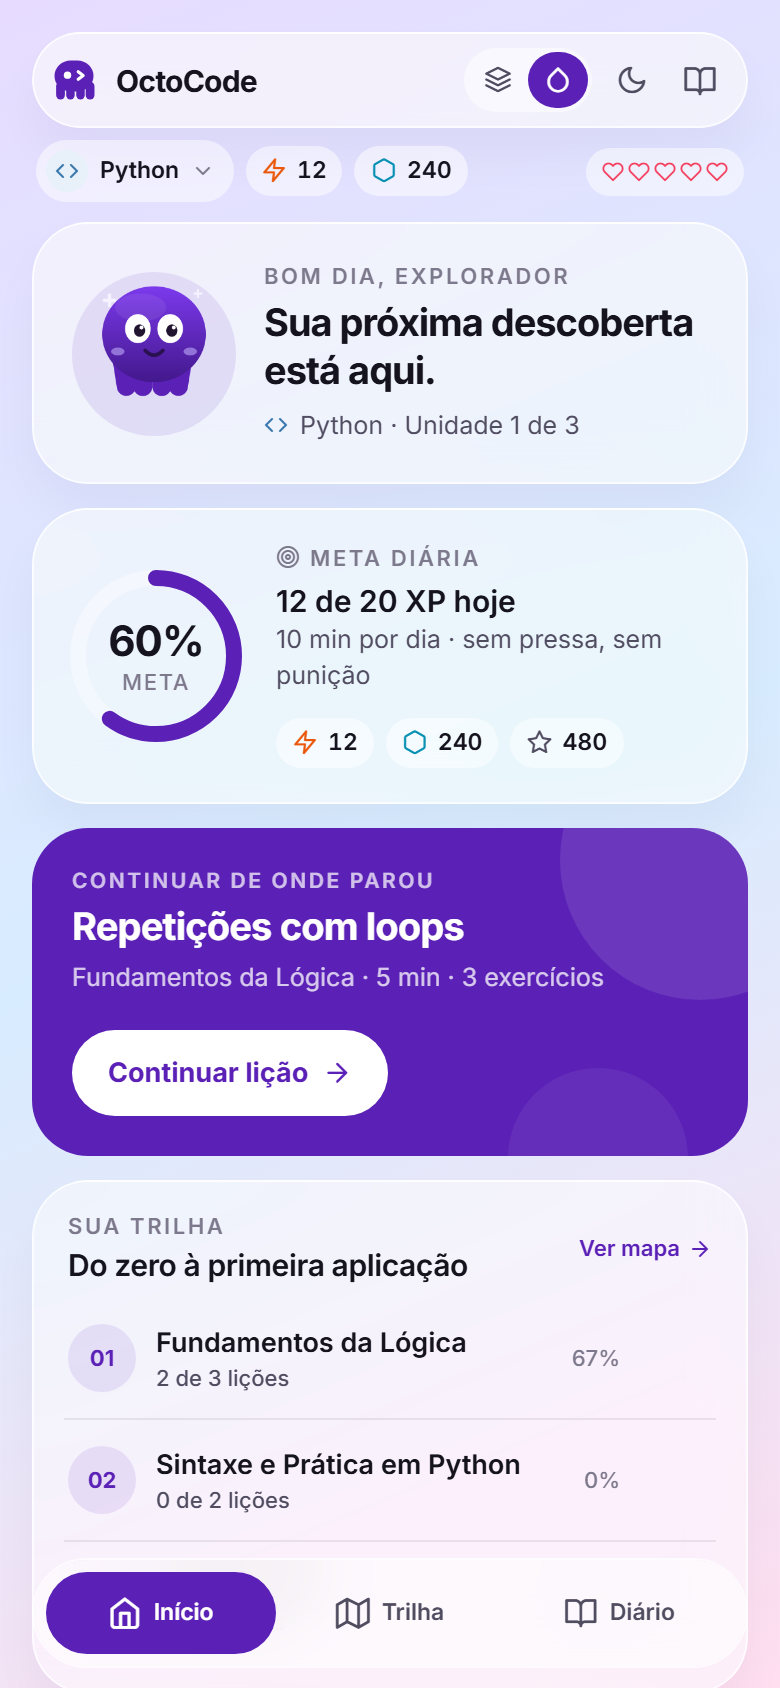 OctoCode
Python
12
240
BOM DIA, EXPLORADOR
Sua próxima descoberta
está aqui.
Python · Unidade 1 de 3
60%
META
META DIÁRIA
12 de 20 XP hoje
10 min por dia · sem pressa, sem
punição
12
240
480
CONTINUAR DE ONDE PAROU
Repetições com loops
Fundamentos da Lógica · 5 min · 3 exercícios
Continuar lição
SUA TRILHA
Do zero à primeira aplicação
Ver mapa
01
Fundamentos da Lógica
2 de 3 lições
67%
02
Sintaxe e Prática em Python
0 de 2 lições
0%
Início
Trilha
Diário